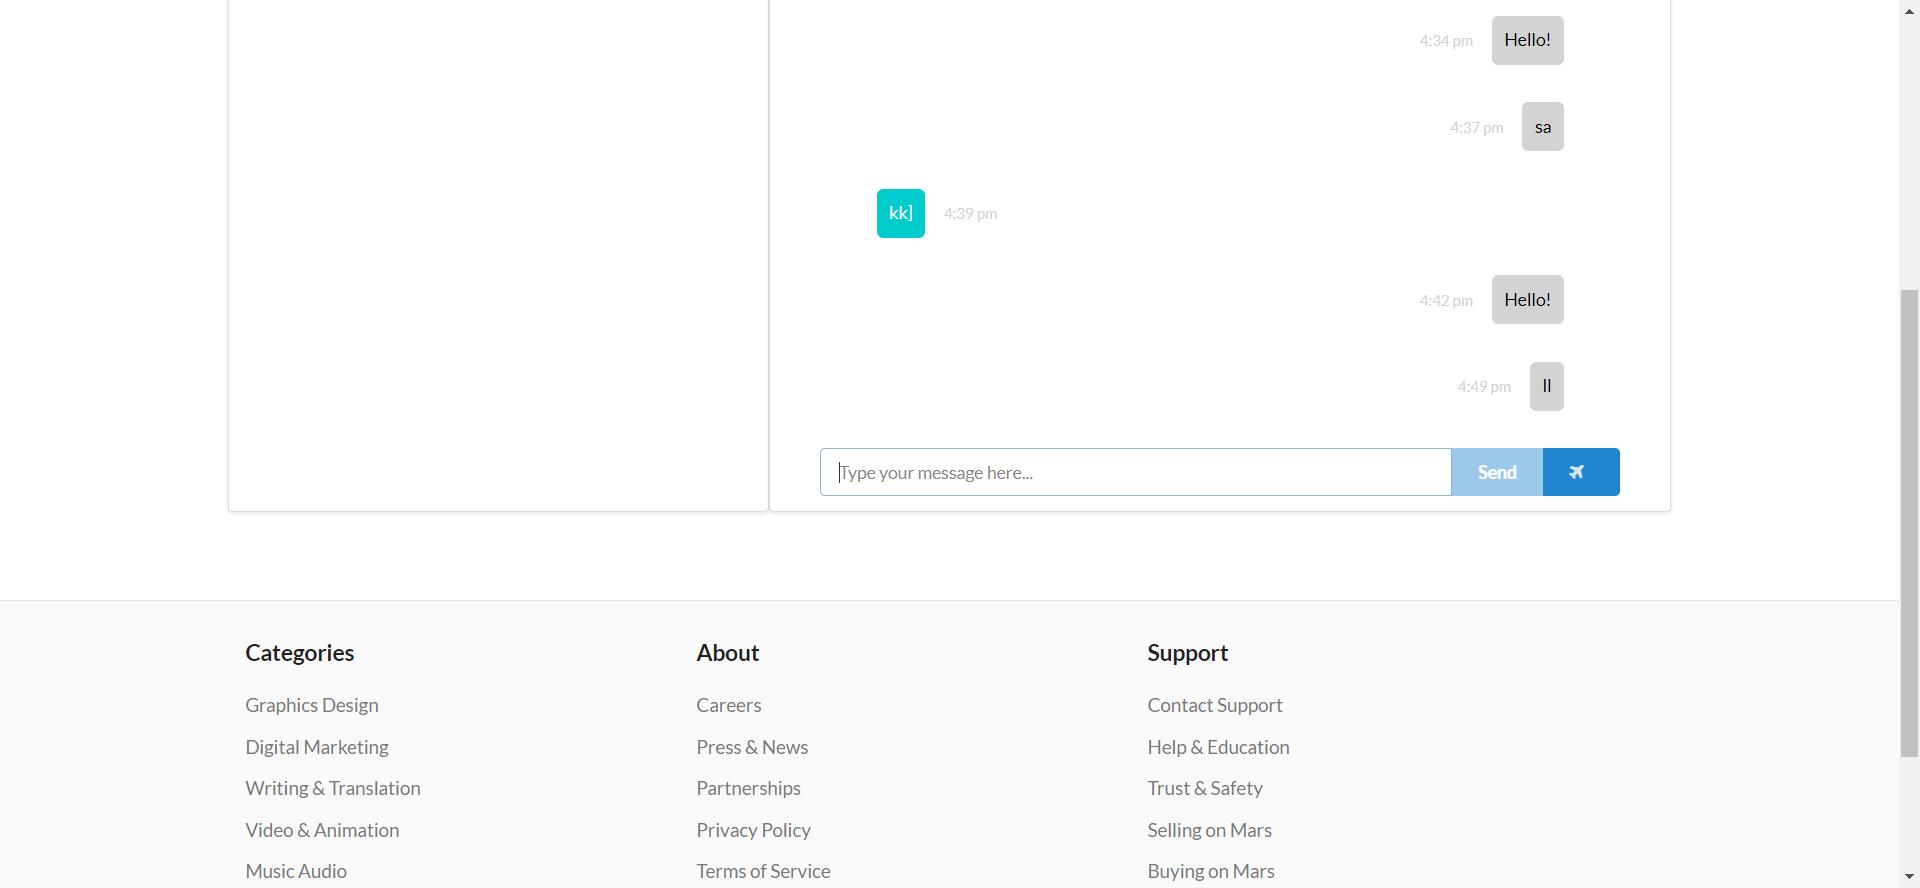 4:34 pm Hello!
4:37 pm sa
kk] 4:39 pm
4:42 pm Hello!
4:49 pm ll
Type your message here... Send
Categories
Graphics Design
Digital Marketing
Writing & Translation
Video & Animation
Music Audio
About
Careers
Press & News
Partnerships
Privacy Policy
Terms of Service
Support
Contact Support
Help & Education
Trust & Safety
Selling on Mars
Buying on Mars